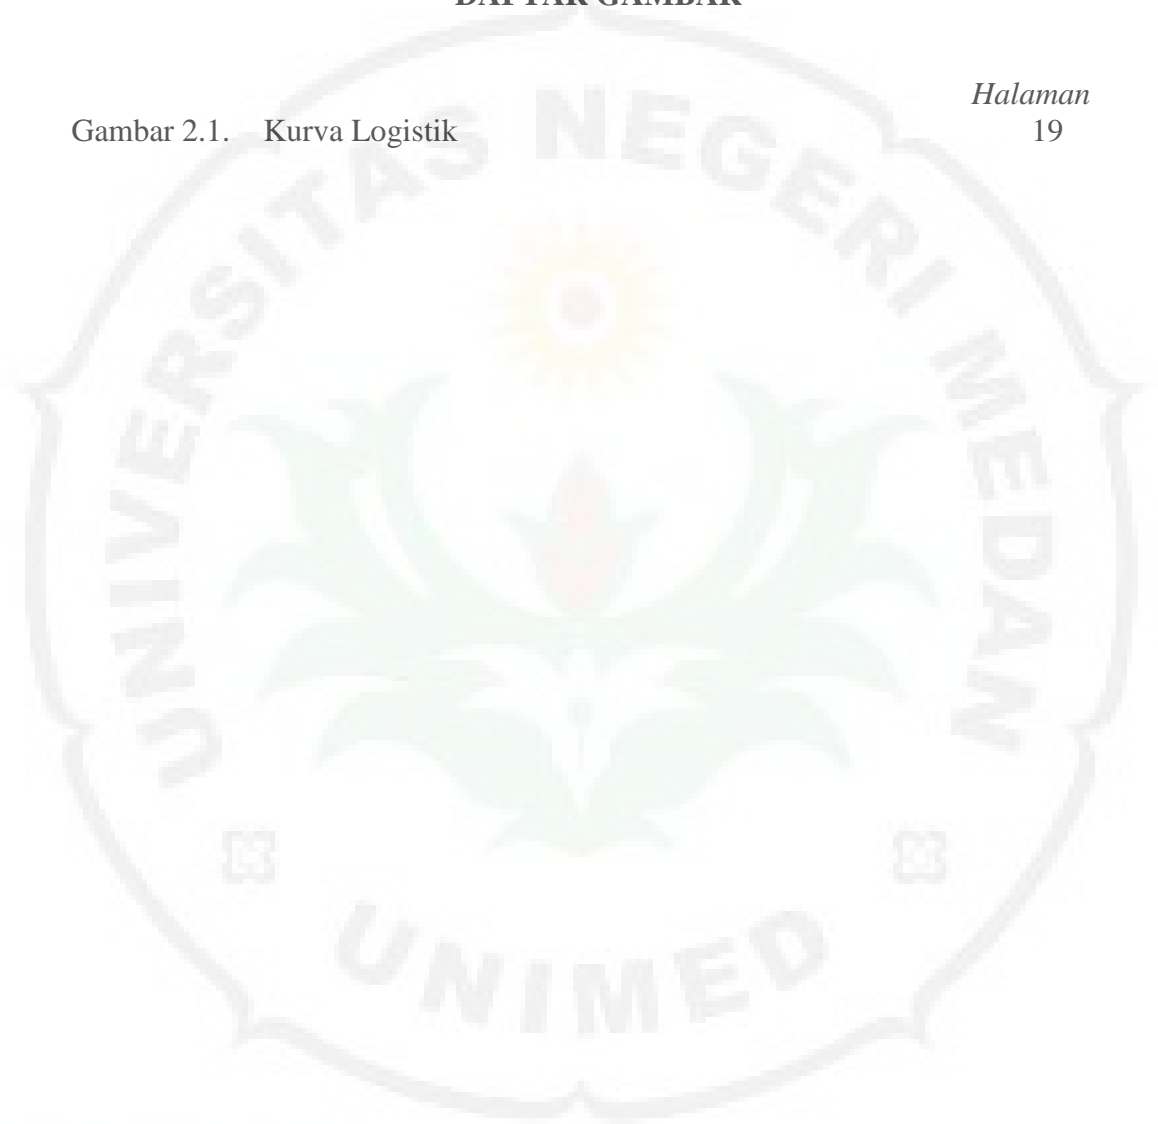 DAFTAR GAMBAR
Halaman
Gambar 2.1. Kurva Logistik 19
UNIVERSITAS NEGERI MEDAN
UNIMED